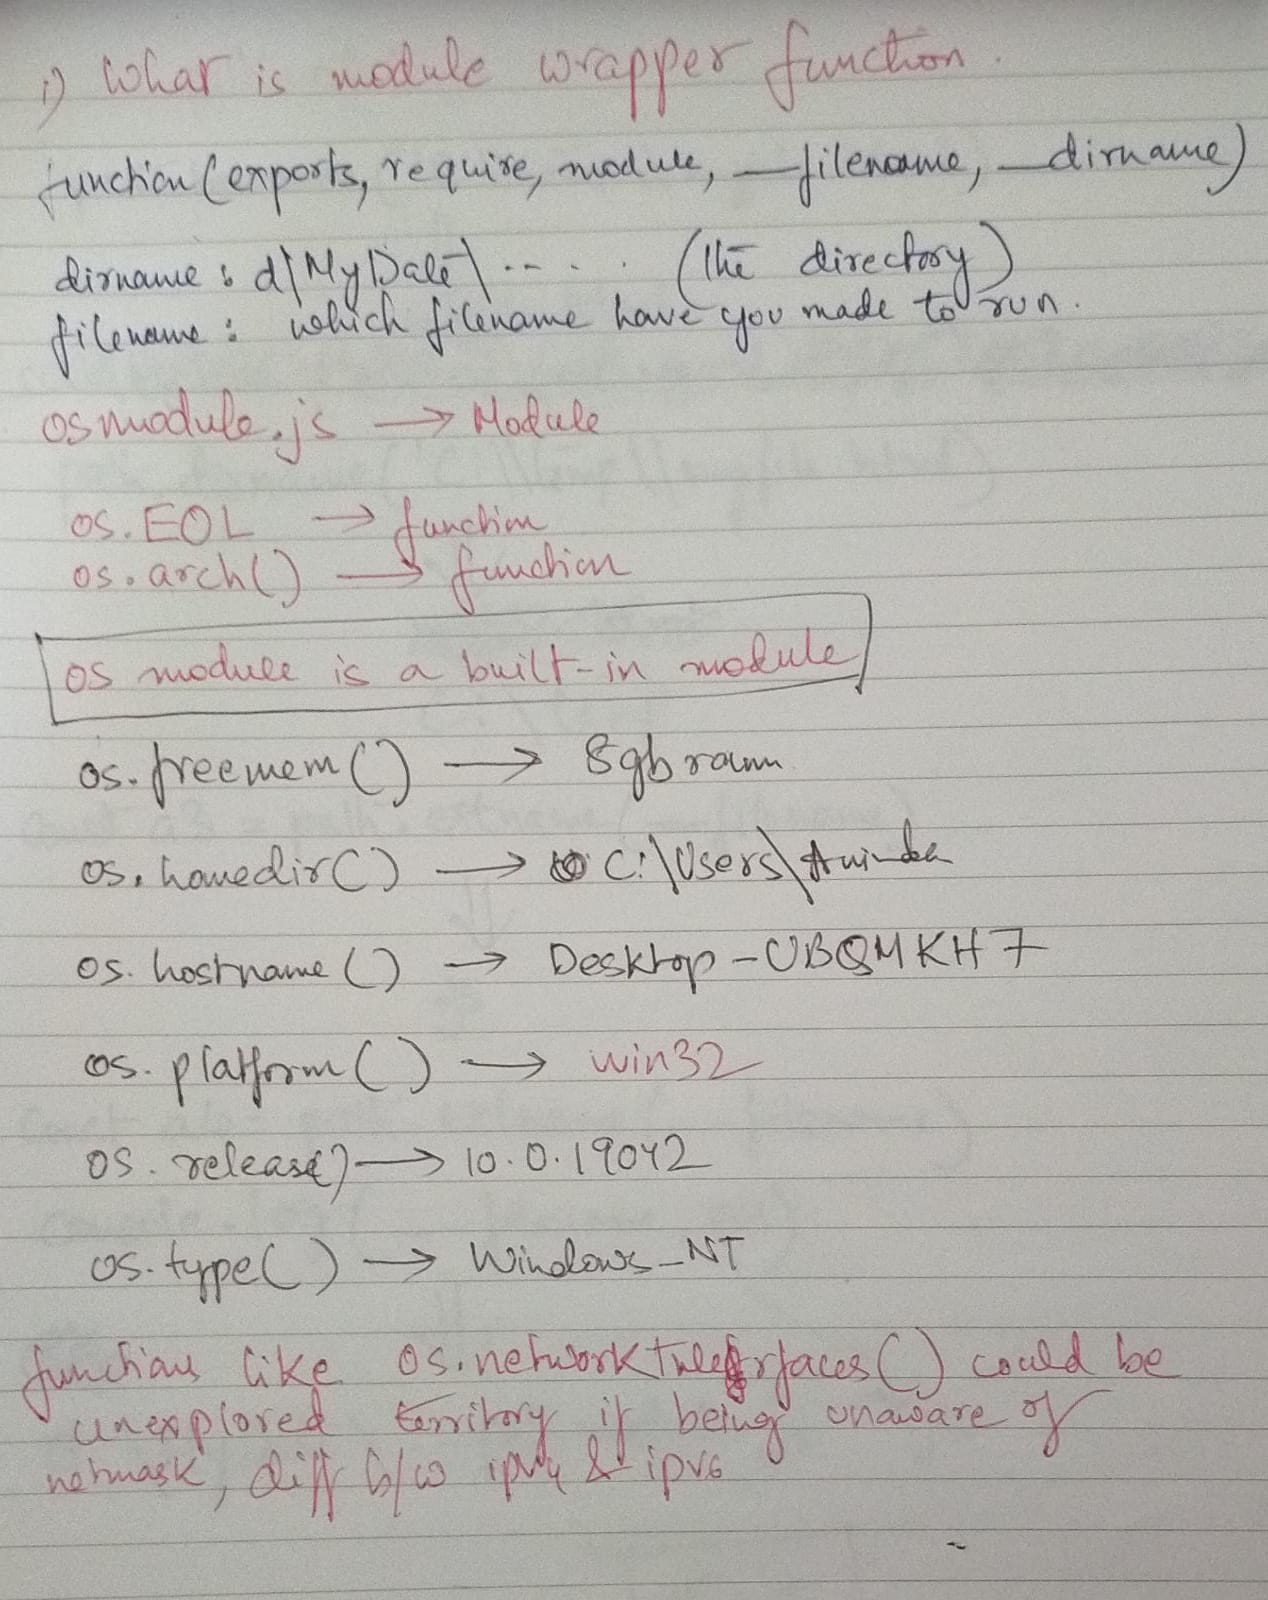 i) What is module wrapper function.
function (exports, require, module, __filename, __dirname)
dirname : d\MyData\ ..... (the directory)
filename : which filename have you made to run.
osmodule.js → Module
os.EOL → function
os.arch() → function
os module is a built-in module
os.freemem() → 8gb ram
os.homedir() → C:\Users\Aninda
os.hostname() → Desktop-UBQMKH7
os.platform() → win32
os.release() → 10.0.19042
os.type() → Windows_NT
functions like os.networkInterfaces() could be
unexplored territory if being unaware of
netmask, diff b/w ipv4 & ipv6